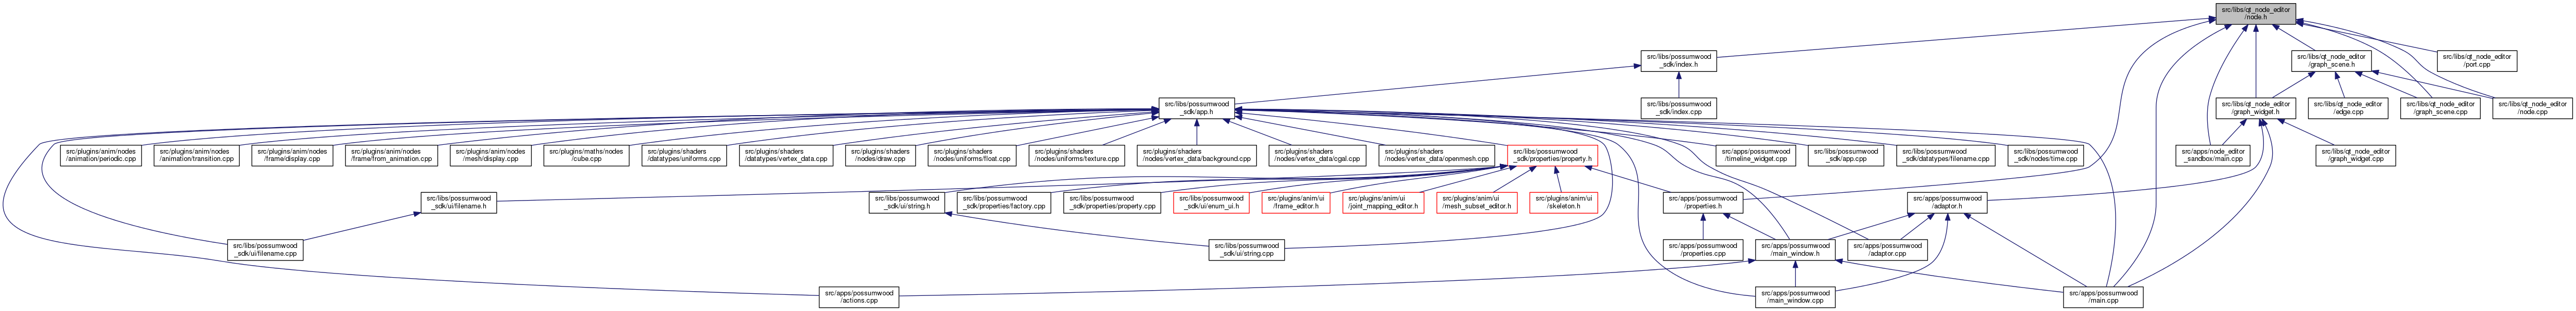 src/libs/qt_node_editor
/node.h
src/libs/possumwood
_sdk/index.h
src/libs/qt_node_editor
/graph_scene.h
src/libs/qt_node_editor
/port.cpp
src/libs/possumwood
_sdk/app.h
src/libs/possumwood
_sdk/index.cpp
src/libs/qt_node_editor
/graph_widget.h
src/libs/qt_node_editor
/edge.cpp
src/libs/qt_node_editor
/graph_scene.cpp
src/libs/qt_node_editor
/node.cpp
src/plugins/anim/nodes
/animation/periodic.cpp
src/plugins/anim/nodes
/animation/transition.cpp
src/plugins/anim/nodes
/frame/display.cpp
src/plugins/anim/nodes
/frame/from_animation.cpp
src/plugins/anim/nodes
/mesh/display.cpp
src/plugins/maths/nodes
/cube.cpp
src/plugins/shaders
/datatypes/uniforms.cpp
src/plugins/shaders
/datatypes/vertex_data.cpp
src/plugins/shaders
/nodes/draw.cpp
src/plugins/shaders
/nodes/uniforms/float.cpp
src/plugins/shaders
/nodes/uniforms/texture.cpp
src/plugins/shaders
/nodes/vertex_data/background.cpp
src/plugins/shaders
/nodes/vertex_data/cgal.cpp
src/plugins/shaders
/nodes/vertex_data/openmesh.cpp
src/libs/possumwood
_sdk/properties/property.h
src/apps/possumwood
/timeline_widget.cpp
src/libs/possumwood
_sdk/app.cpp
src/libs/possumwood
_sdk/datatypes/filename.cpp
src/libs/possumwood
_sdk/nodes/time.cpp
src/apps/node_editor
_sandbox/main.cpp
src/libs/qt_node_editor
/graph_widget.cpp
src/libs/possumwood
_sdk/ui/filename.h
src/libs/possumwood
_sdk/ui/string.h
src/libs/possumwood
_sdk/properties/factory.cpp
src/libs/possumwood
_sdk/properties/property.cpp
src/libs/possumwood
_sdk/ui/enum_ui.h
src/plugins/anim/ui
/frame_editor.h
src/plugins/anim/ui
/joint_mapping_editor.h
src/plugins/anim/ui
/mesh_subset_editor.h
src/plugins/anim/ui
/skeleton.h
src/apps/possumwood
/properties.h
src/apps/possumwood
/adaptor.h
src/libs/possumwood
_sdk/ui/filename.cpp
src/libs/possumwood
_sdk/ui/string.cpp
src/apps/possumwood
/properties.cpp
src/apps/possumwood
/main_window.h
src/apps/possumwood
/adaptor.cpp
src/apps/possumwood
/actions.cpp
src/apps/possumwood
/main_window.cpp
src/apps/possumwood
/main.cpp